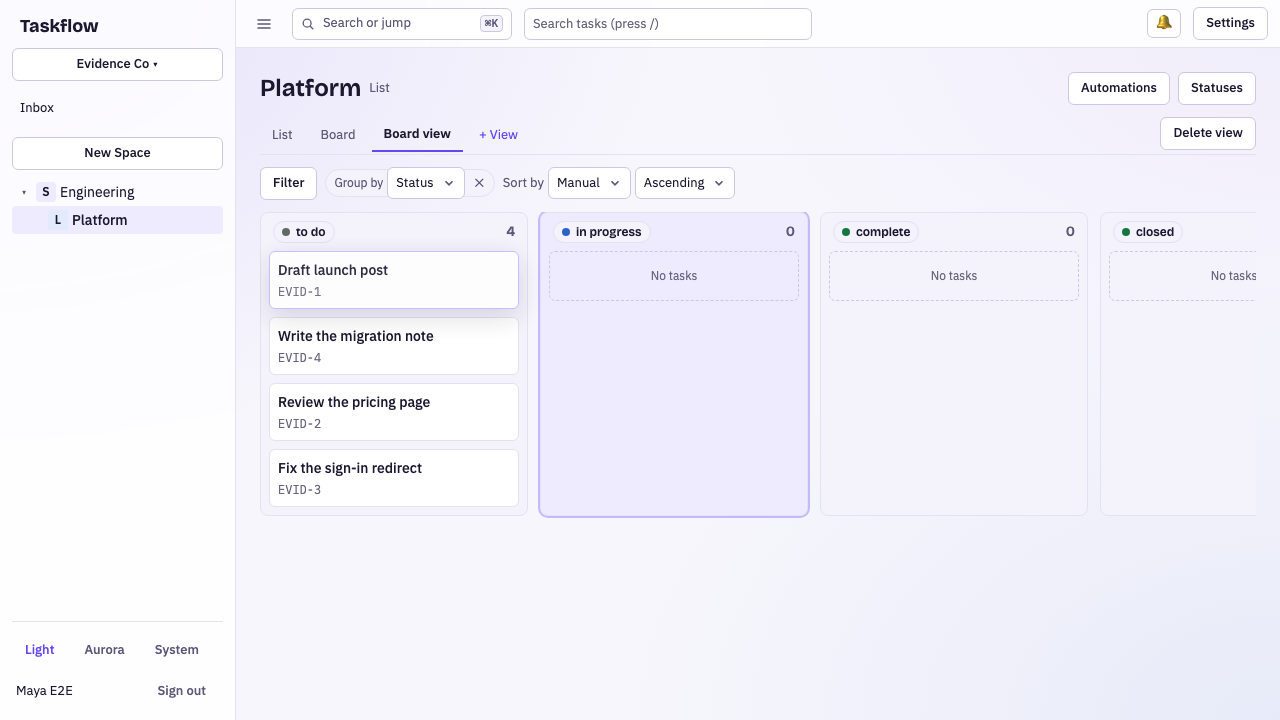 Taskflow
Evidence Co ▾
Inbox
New Space
▾ S Engineering
L Platform
Light Aurora System
Maya E2E Sign out
Search or jump ⌘K
Search tasks (press /)
Settings
Platform List
Automations Statuses
List Board Board view + View
Delete view
Filter Group by Status Sort by Manual Ascending
to do 4
Draft launch post
EVID-1
Write the migration note
EVID-4
Review the pricing page
EVID-2
Fix the sign-in redirect
EVID-3
in progress 0
No tasks
complete 0
No tasks
closed
No tasks